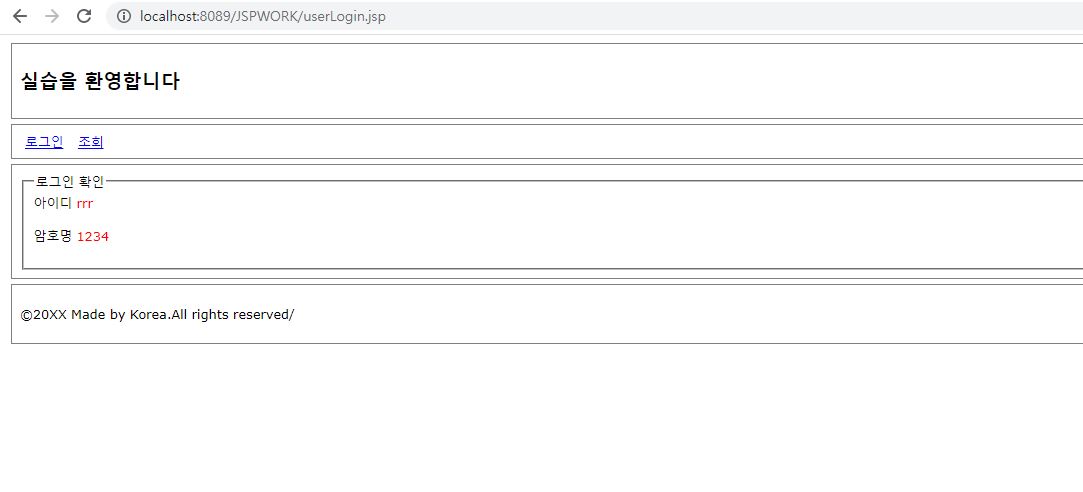 localhost:8089/JSPWORK/userLogin.jsp
실습을 환영합니다
로그인 조회
로그인 확인
아이디 rrr
암호명 1234
©20XX Made by Korea.All rights reserved/